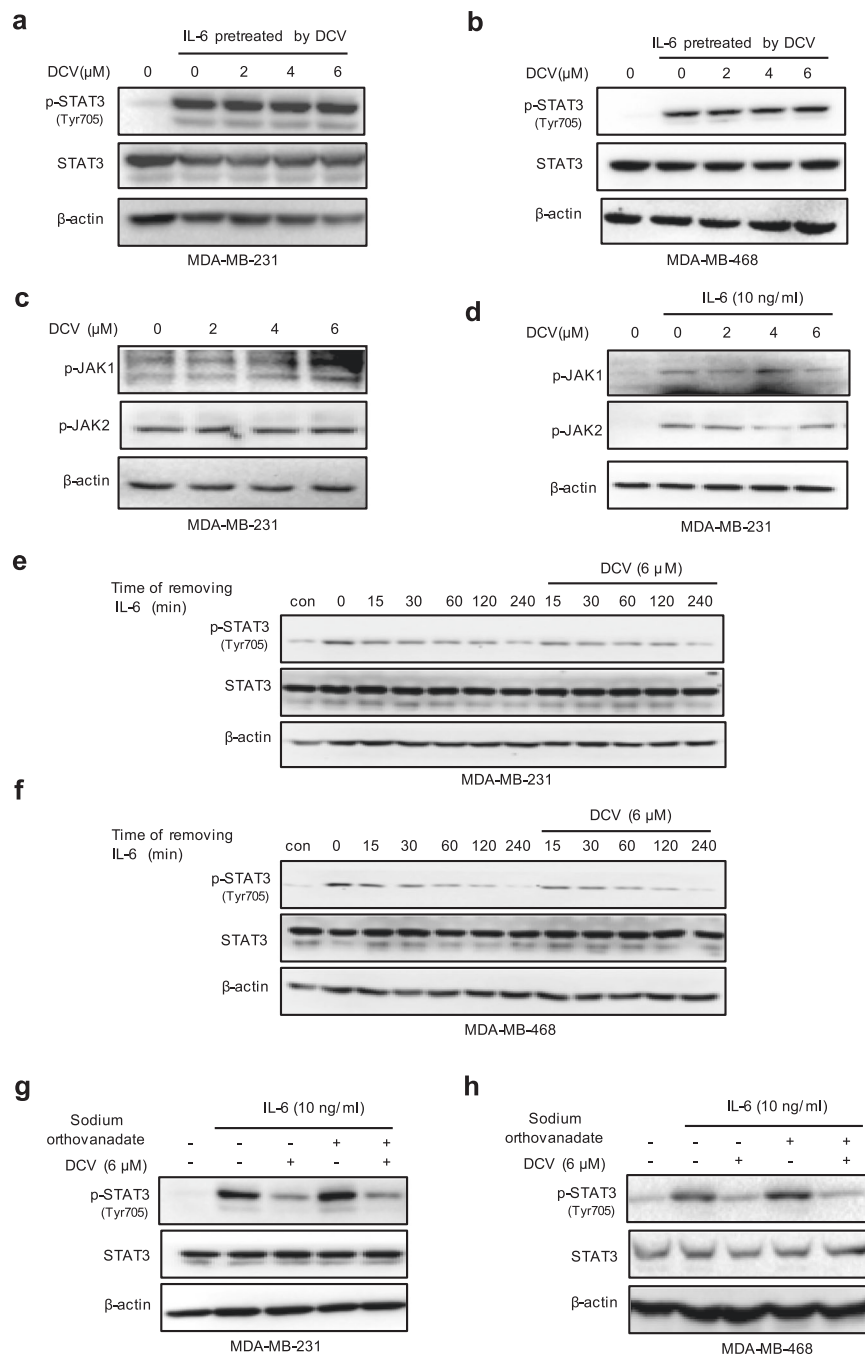 a
IL-6 pretreated by DCV
DCV(μM) 0 0 2 4 6
p-STAT3
(Tyr705)
STAT3
β-actin
MDA-MB-231
b
IL-6 pretreated by DCV
DCV(μM) 0 0 2 4 6
p-STAT3
(Tyr705)
STAT3
β-actin
MDA-MB-468
c
DCV (μM) 0 2 4 6
p-JAK1
p-JAK2
β-actin
MDA-MB-231
d
IL-6 (10 ng/ml)
DCV(μM) 0 0 2 4 6
p-JAK1
p-JAK2
β-actin
MDA-MB-231
e
DCV (6 μM)
Time of removing
IL-6 (min)
con 0 15 30 60 120 240 15 30 60 120 240
p-STAT3
(Tyr705)
STAT3
β-actin
MDA-MB-231
f
DCV (6 μM)
Time of removing
IL-6 (min)
con 0 15 30 60 120 240 15 30 60 120 240
p-STAT3
(Tyr705)
STAT3
β-actin
MDA-MB-468
g
IL-6 (10 ng/ml)
Sodium
orthovanadate - - - + +
DCV (6 μM) - - + - +
p-STAT3
(Tyr705)
STAT3
β-actin
MDA-MB-231
h
IL-6 (10 ng/ml)
Sodium
orthovanadate - - - + +
DCV (6 μM) - - + - +
p-STAT3
(Tyr705)
STAT3
β-actin
MDA-MB-468